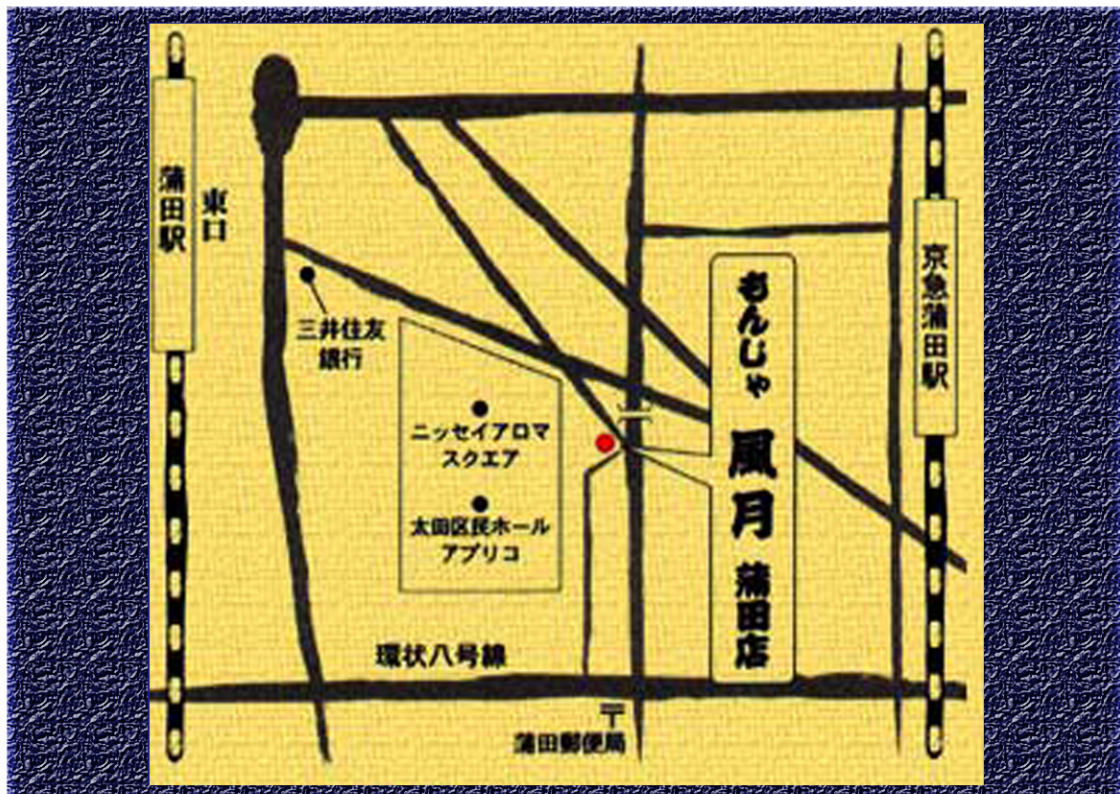 蒲田駅
東口
三井住友
銀行
ニッセイアロマ
スクエア
太田区民ホール
アプリコ
もんじゃ
風月
蒲田店
京急蒲田駅
環状八号線
〒
蒲田郵便局